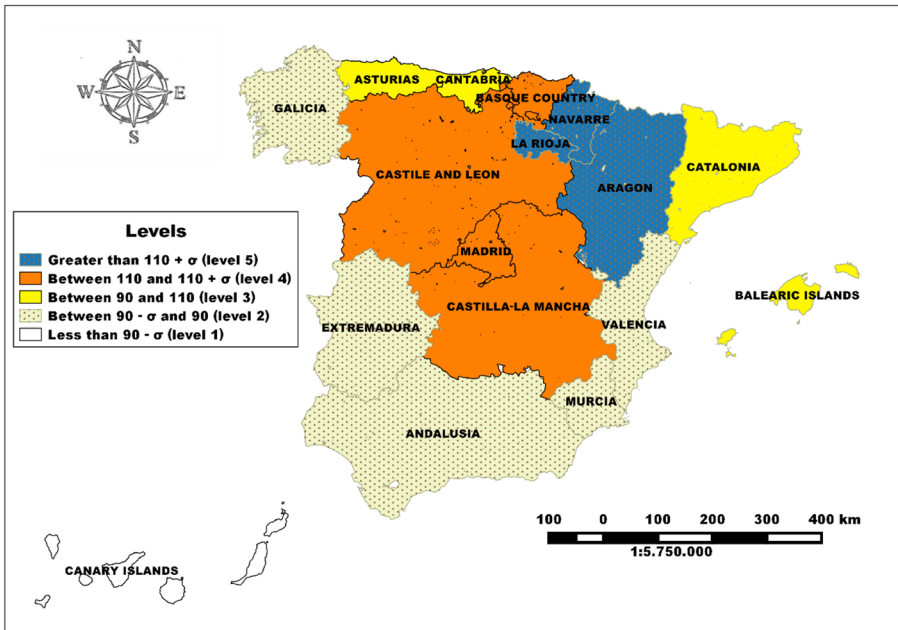 N
W E
S
ASTURIAS
CANTABRIA
BASQUE COUNTRY
GALICIA
NAVARRE
LA RIOJA
CASTILE AND LEON
CATALONIA
ARAGON
Levels
Greater than 110 + σ (level 5)
Between 110 and 110 + σ (level 4)
Between 90 and 110 (level 3)
Between 90 - σ and 90 (level 2)
Less than 90 - σ (level 1)
MADRID
BALEARIC ISLANDS
CASTILLA-LA MANCHA
EXTREMADURA
VALENCIA
MURCIA
ANDALUSIA
100 0 100 200 300 400 km
1:5.750.000
CANARY ISLANDS